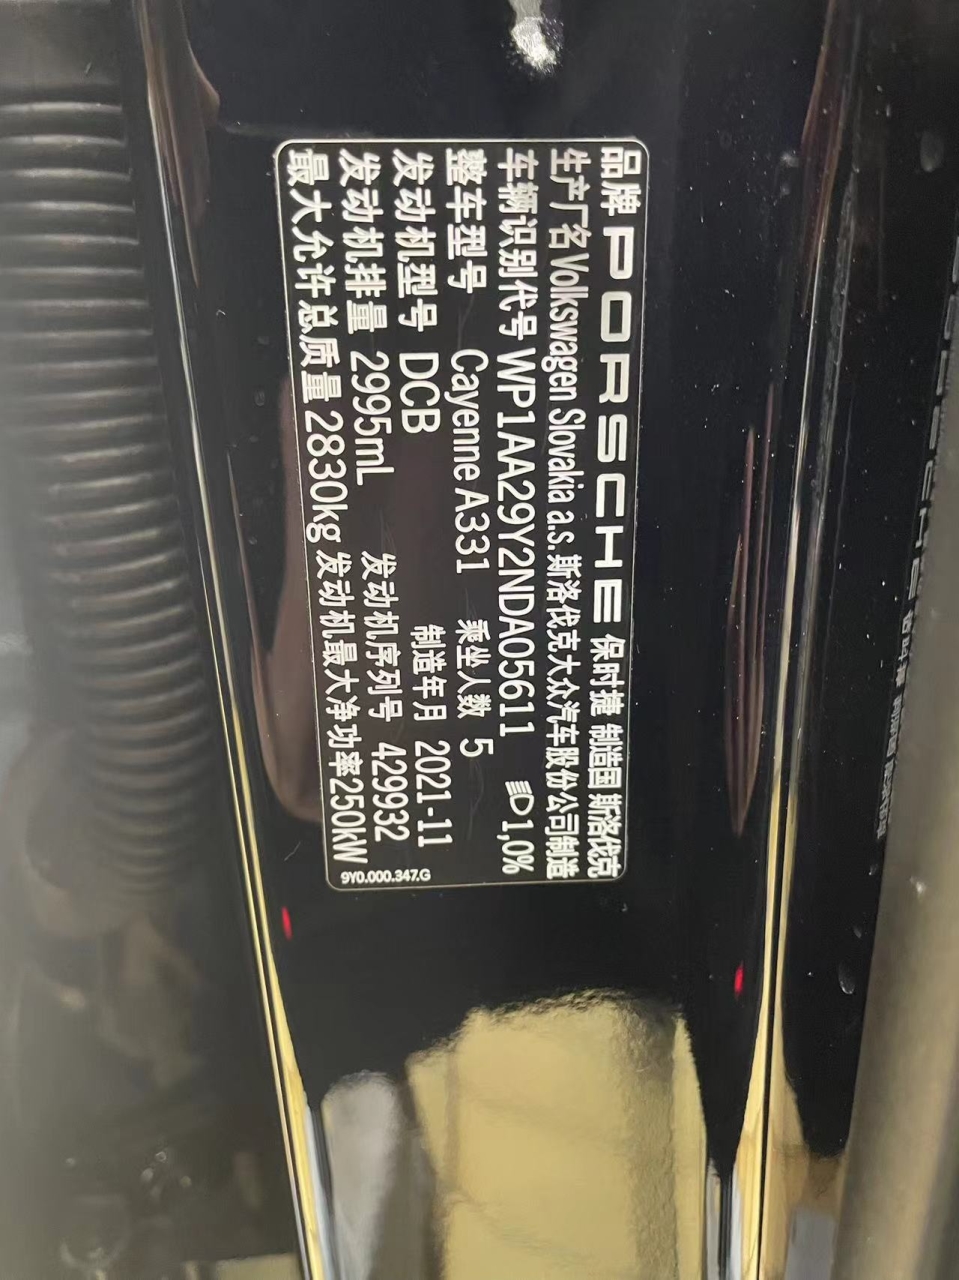 品牌 PORSCHE 保时捷 制造国 斯洛伐克
生产厂名 Volkswagen Slovakia a.s.斯洛伐克大众汽车股份公司制造
车辆识别代号 WP1AA29Y2NDA05611 1,0%
整车型号 Cayenne A331 乘坐人数 5
发动机型号 DCB 制造年月 2021-11
发动机排量 2995mL 发动机序列号 429932
最大允许总质量 2830kg 发动机最大净功率250kW
9Y0.000.347.G